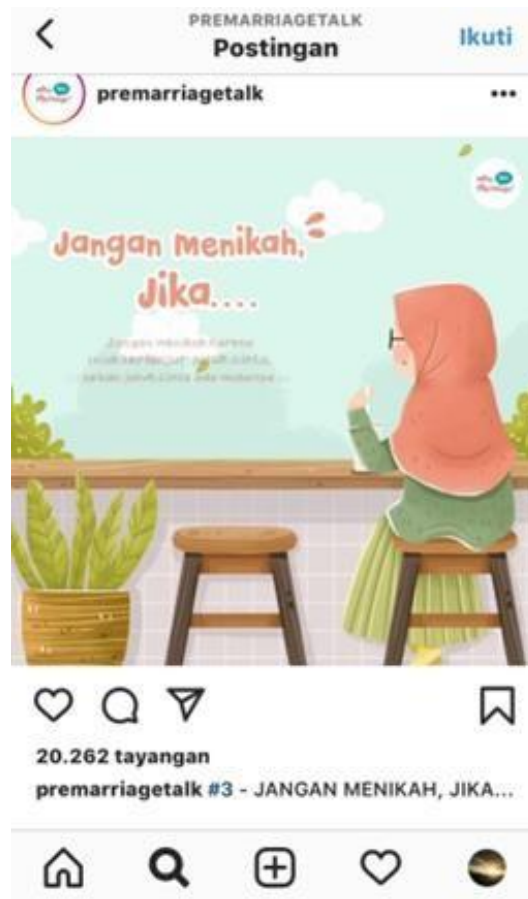 PREMARRIAGETALK
Postingan
Ikuti
premarriagetalk
Jangan Menikah,
Jika....
20.262 tayangan
premarriagetalk #3 - JANGAN MENIKAH, JIKA...